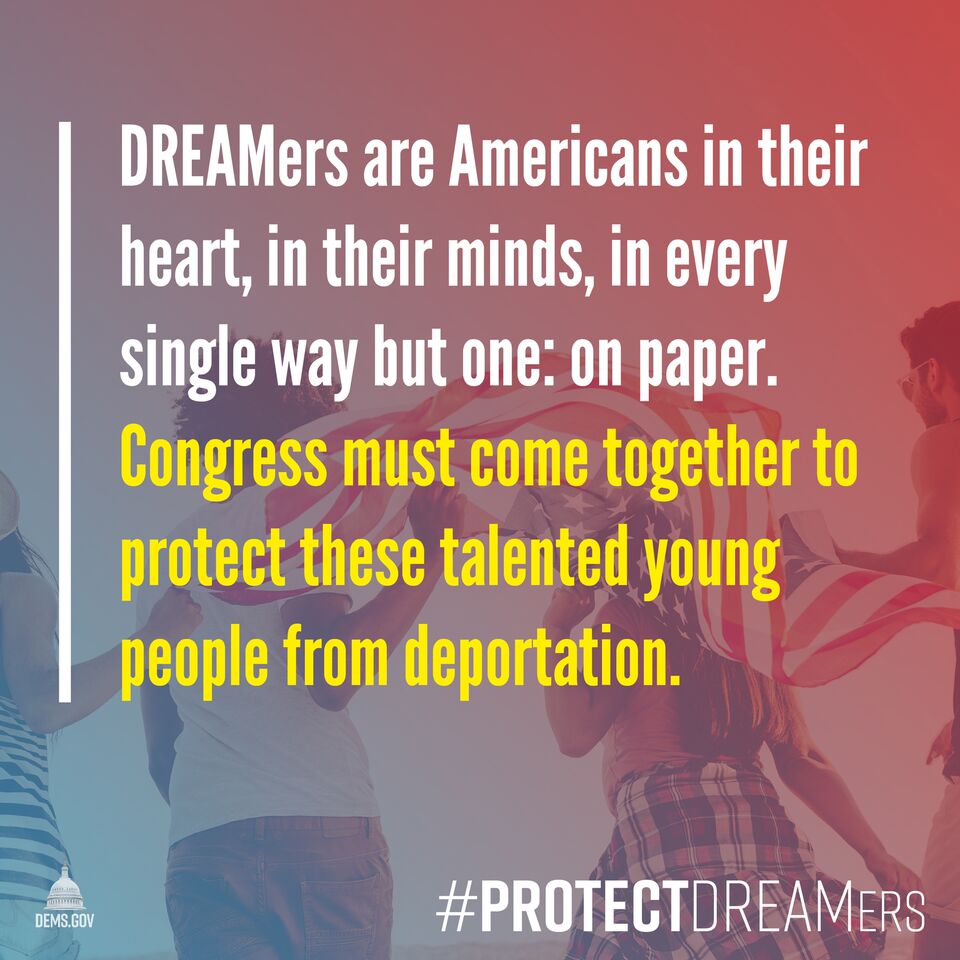 DREAMers are Americans in their
heart, in their minds, in every
single way but one: on paper.
Congress must come together to
protect these talented young
people from deportation.
DEMS.GOV
#PROTECTDREAMERS